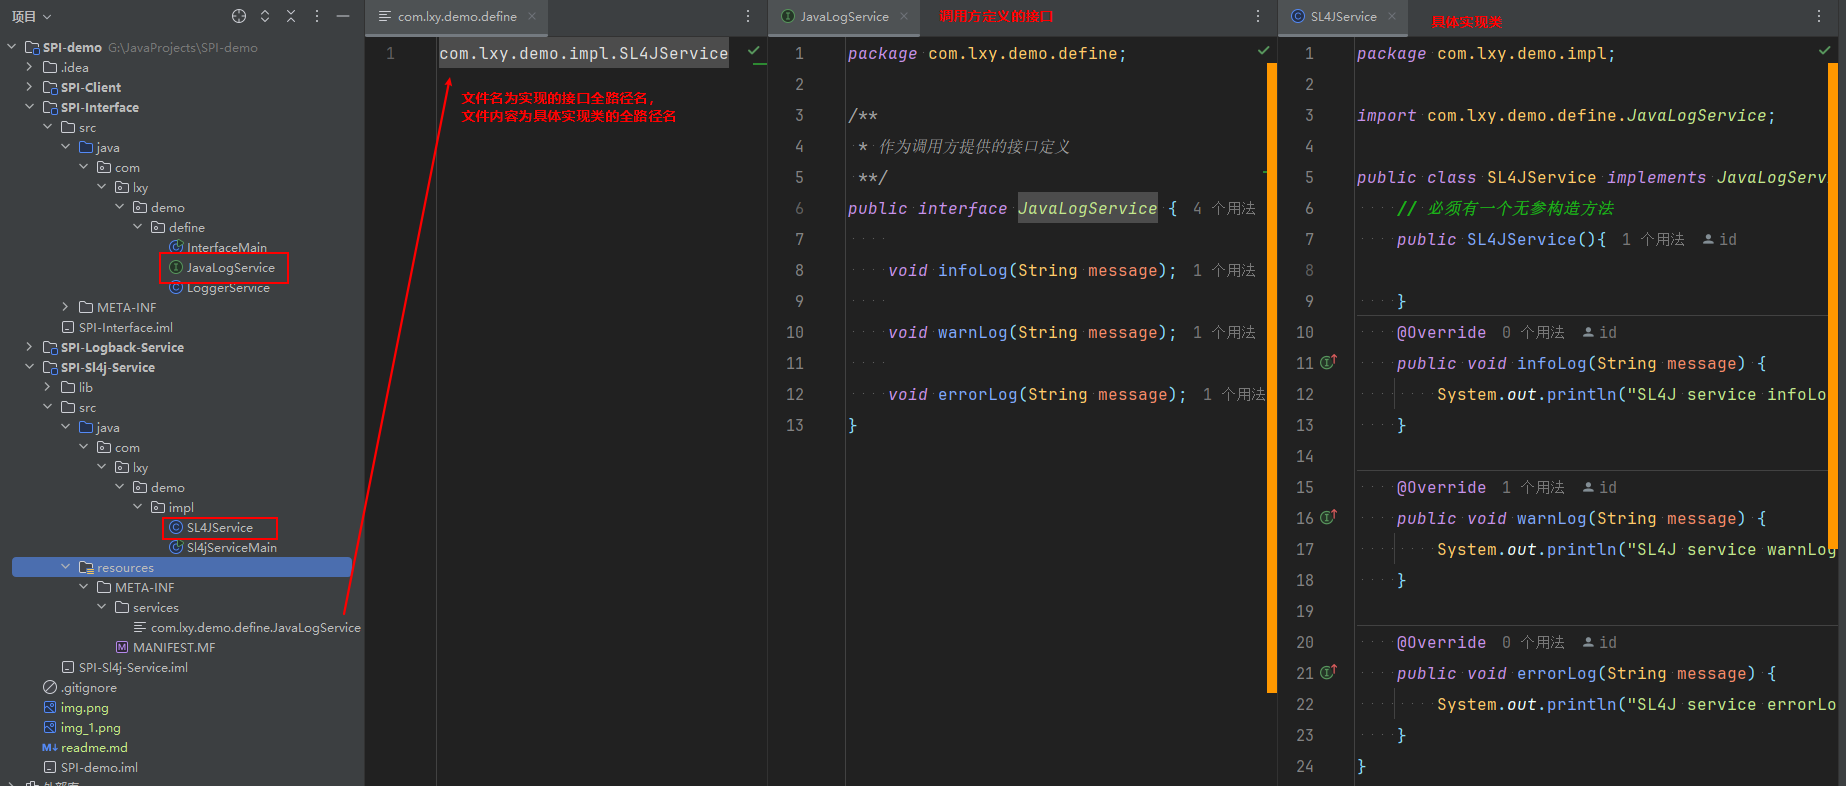 项目
SPI-demo G:\JavaProjects\SPI-demo
.idea
SPI-Client
SPI-Interface
src
java
com
lxy
demo
define
InterfaceMain
JavaLogService
LoggerService
META-INF
SPI-Interface.iml
SPI-Logback-Service
SPI-Sl4j-Service
lib
src
java
com
lxy
demo
impl
SL4JService
Sl4jServiceMain
resources
META-INF
services
com.lxy.demo.define.JavaLogService
MANIFEST.MF
SPI-Sl4j-Service.iml
.gitignore
img.png
img_1.png
readme.md
SPI-demo.iml
外部库
com.lxy.demo.define
1 com.lxy.demo.impl.SL4JService
文件名为实现的接口全路径名，
文件内容为具体实现类的全路径名
JavaLogService 调用方定义的接口
1 package com.lxy.demo.define;
2
3 /**
4 * 作为调用方提供的接口定义
5 **/
6 public interface JavaLogService { 4 个用法
7
8 void infoLog(String message); 1 个用法
9
10 void warnLog(String message); 1 个用法
11
12 void errorLog(String message); 1 个用法
13 }
SL4JService 具体实现类
1 package com.lxy.demo.impl;
2
3 import com.lxy.demo.define.JavaLogService;
4
5 public class SL4JService implements JavaLogServ
6 // 必须有一个无参构造方法
7 public SL4JService(){ 1 个用法 id
8
9 }
10 @Override 0 个用法 id
11 public void infoLog(String message) {
12 System.out.println("SL4J service infoLo
13 }
14
15 @Override 1 个用法 id
16 public void warnLog(String message) {
17 System.out.println("SL4J service warnLog
18 }
19
20 @Override 0 个用法 id
21 public void errorLog(String message) {
22 System.out.println("SL4J service errorLo
23 }
24 }